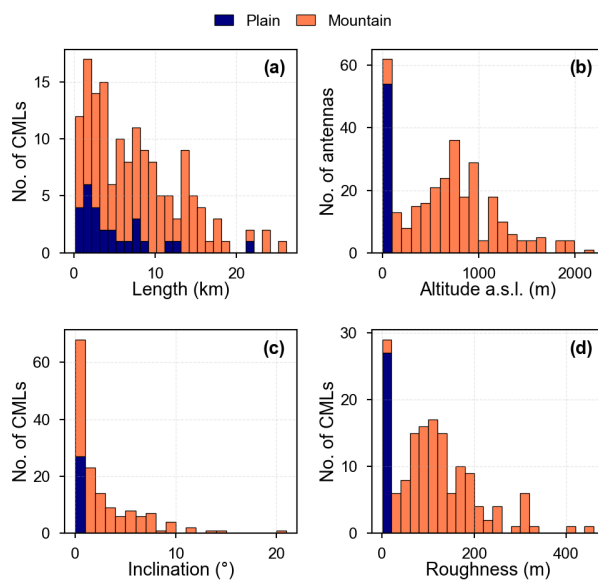 Plain Mountain
(a)
No. of CMLs
15
10
5
0
0 10 20
Length (km)
(b)
No. of antennas
60
40
20
0
0 1000 2000
Altitude a.s.l. (m)
(c)
No. of CMLs
60
40
20
0
0 10 20
Inclination (°)
(d)
No. of CMLs
30
20
10
0
0 200 400
Roughness (m)